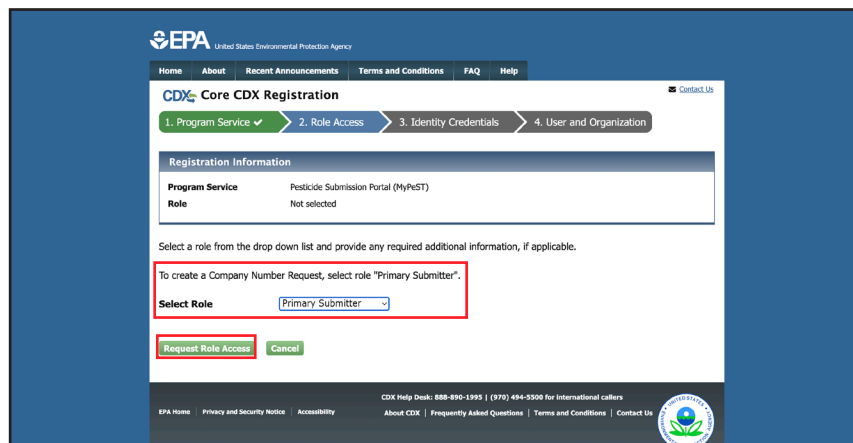 EPA United States Environmental Protection Agency
Home About Recent Announcements Terms and Conditions FAQ Help
CDX Core CDX Registration
Contact Us
1. Program Service 2. Role Access 3. Identity Credentials 4. User and Organization
Registration Information
Program Service Pesticide Submission Portal (MyPeST)
Role Not selected
Select a role from the drop down list and provide any required additional information, if applicable.
To create a Company Number Request, select role "Primary Submitter".
Select Role Primary Submitter
Request Role Access Cancel
CDX Help Desk: 888-890-1995 | (970) 494-5500 for international callers
EPA Home | Privacy and Security Notice | Accessibility
About CDX | Frequently Asked Questions | Terms and Conditions | Contact Us
UNITED STATES